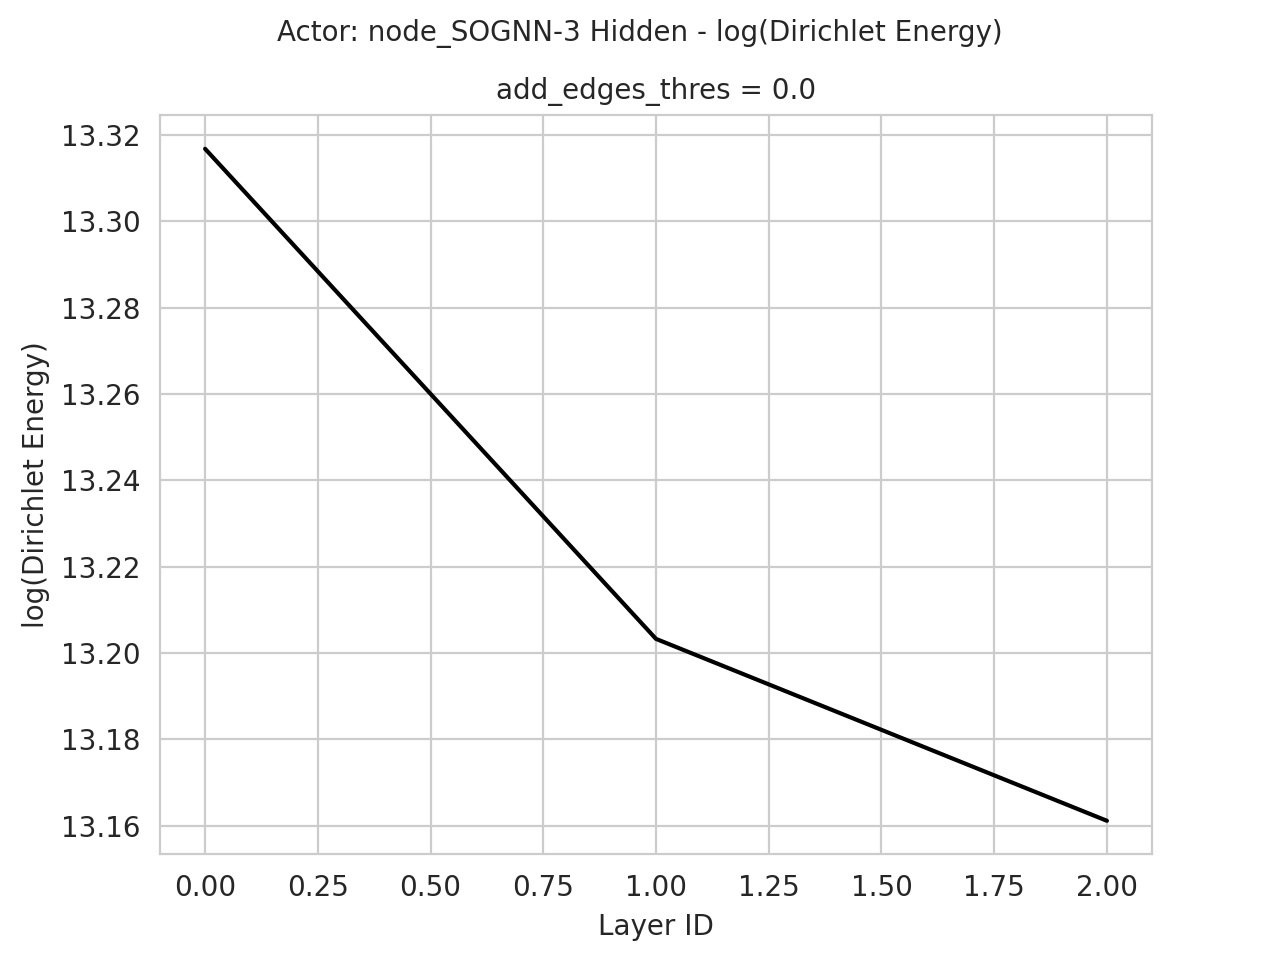 Actor: node_SOGNN-3 Hidden - log(Dirichlet Energy)
add_edges_thres = 0.0
13.32
13.30
13.28
13.26
13.24
13.22
13.20
13.18
13.16
log(Dirichlet Energy)
0.00 0.25 0.50 0.75 1.00 1.25 1.50 1.75 2.00
Layer ID